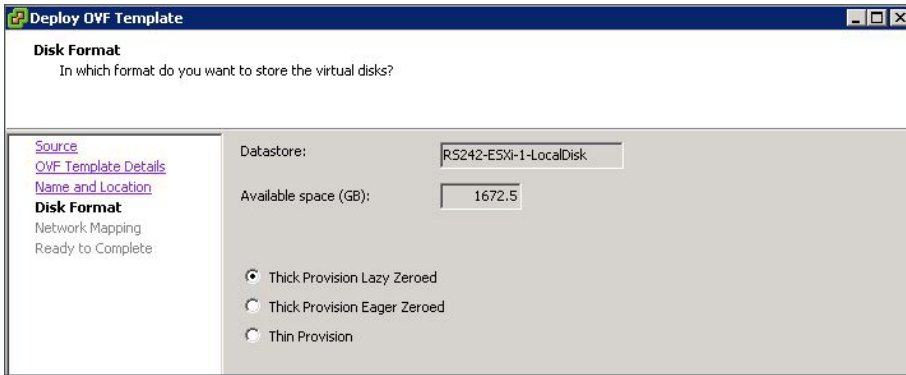 Deploy OVF Template
Disk Format
In which format do you want to store the virtual disks?
Source
OVF Template Details
Name and Location
Disk Format
Network Mapping
Ready to Complete
Datastore: RS242-ESXi-1-LocalDisk
Available space (GB): 1672.5
Thick Provision Lazy Zeroed
Thick Provision Eager Zeroed
Thin Provision